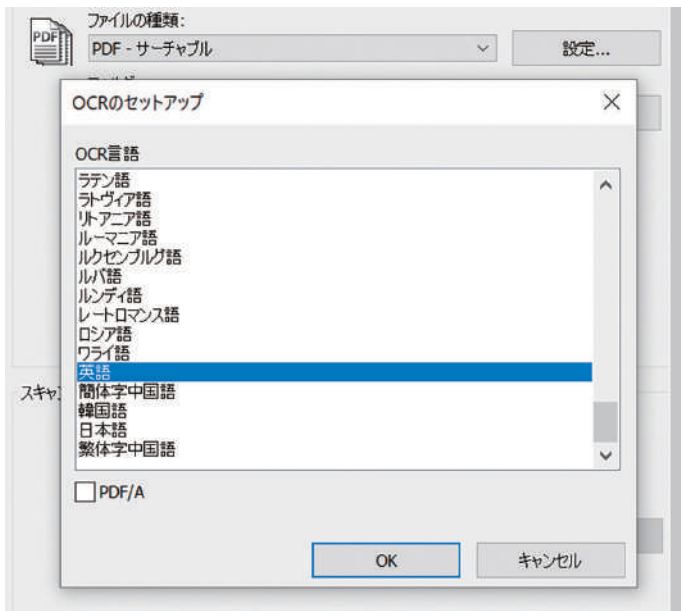 ファイルの種類:
PDF
PDF - サーチャブル
設定...
OCRのセットアップ
OCR言語
ラテン語
ラトヴィア語
リトアニア語
ルーマニア語
ルクセンブルグ語
ルバ語
ルンディ語
レートロマンス語
ロシア語
ワライ語
英語
簡体字中国語
韓国語
日本語
繁体字中国語
スキャ
PDF/A
OK
キャンセル